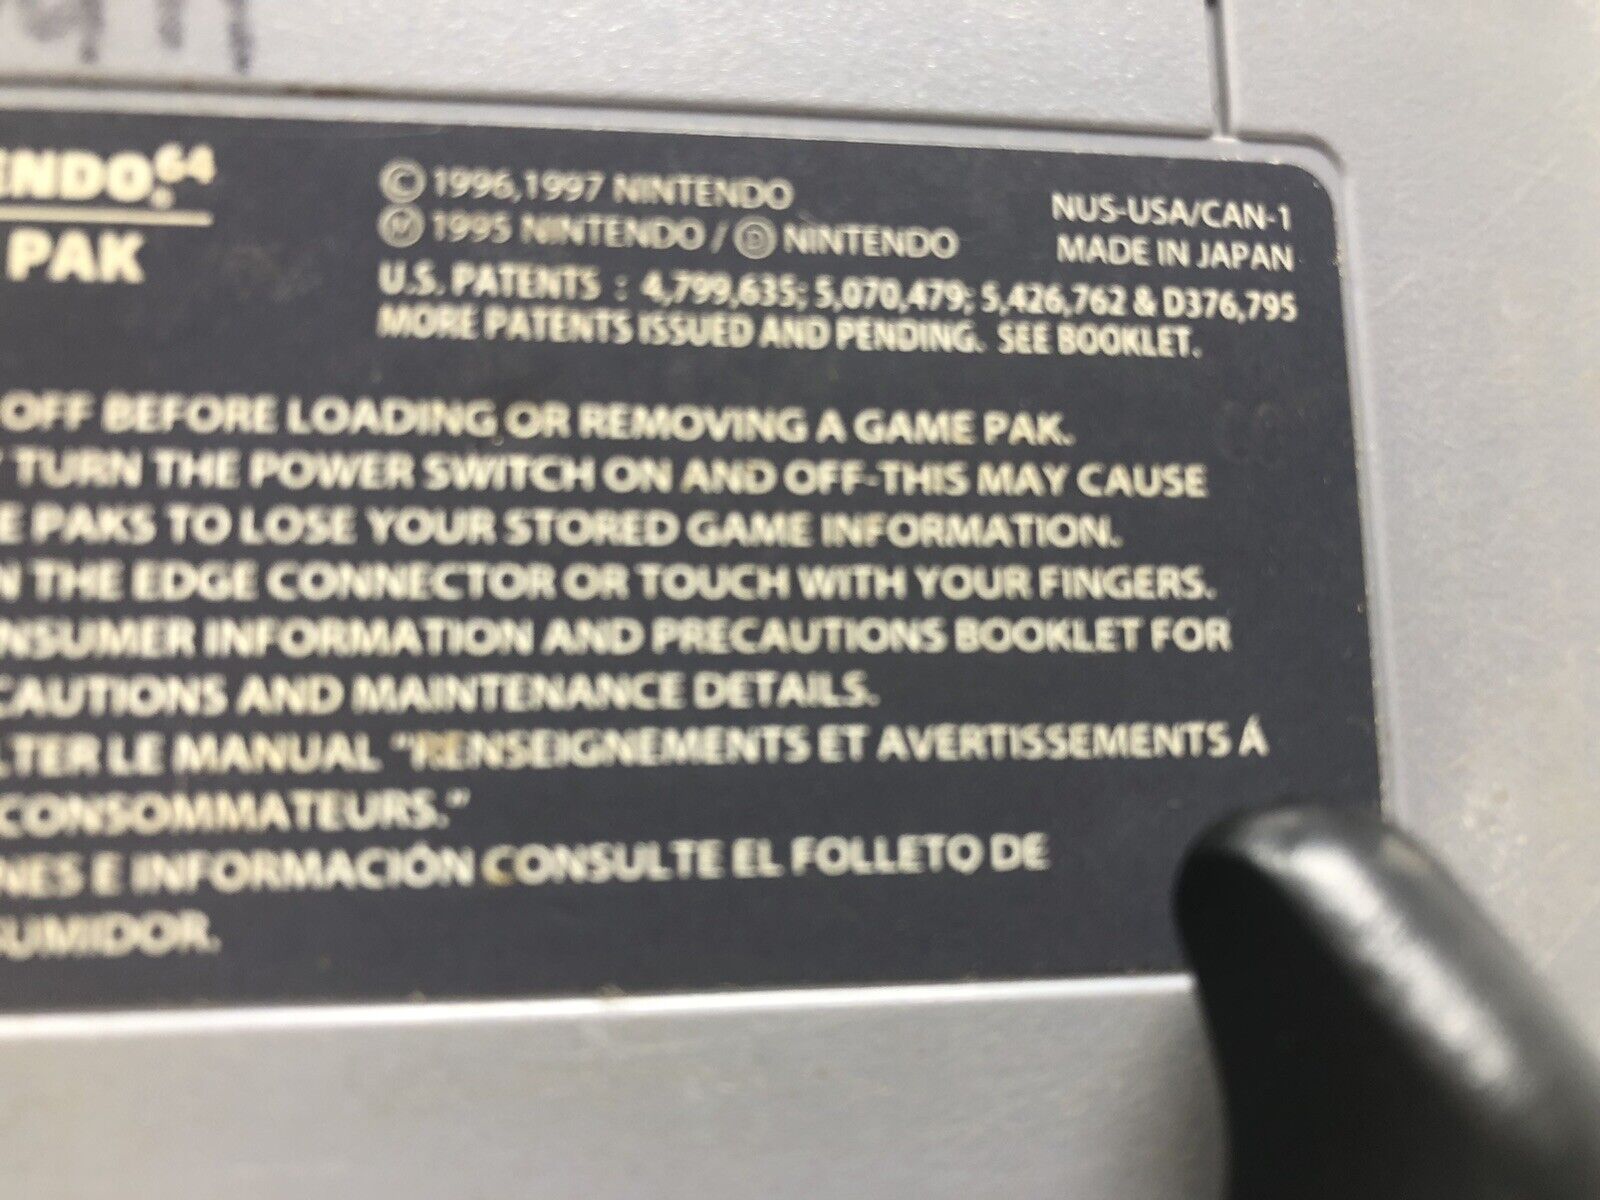 ENDO.64
PAK
© 1996,1997 NINTENDO
Ⓜ 1995 NINTENDO / Ⓓ NINTENDO
NUS-USA/CAN-1
MADE IN JAPAN
U.S. PATENTS : 4,799,635; 5,070,479; 5,426,762 & D376,795
MORE PATENTS ISSUED AND PENDING. SEE BOOKLET.
OFF BEFORE LOADING OR REMOVING A GAME PAK.
TURN THE POWER SWITCH ON AND OFF-THIS MAY CAUSE
E PAKS TO LOSE YOUR STORED GAME INFORMATION.
N THE EDGE CONNECTOR OR TOUCH WITH YOUR FINGERS.
NSUMER INFORMATION AND PRECAUTIONS BOOKLET FOR
CAUTIONS AND MAINTENANCE DETAILS.
LTER LE MANUAL "RENSEIGNEMENTS ET AVERTISSEMENTS Á
CONSOMMATEURS."
NES E INFORMACIÓN CONSULTE EL FOLLETO DE
SUMIDOR.